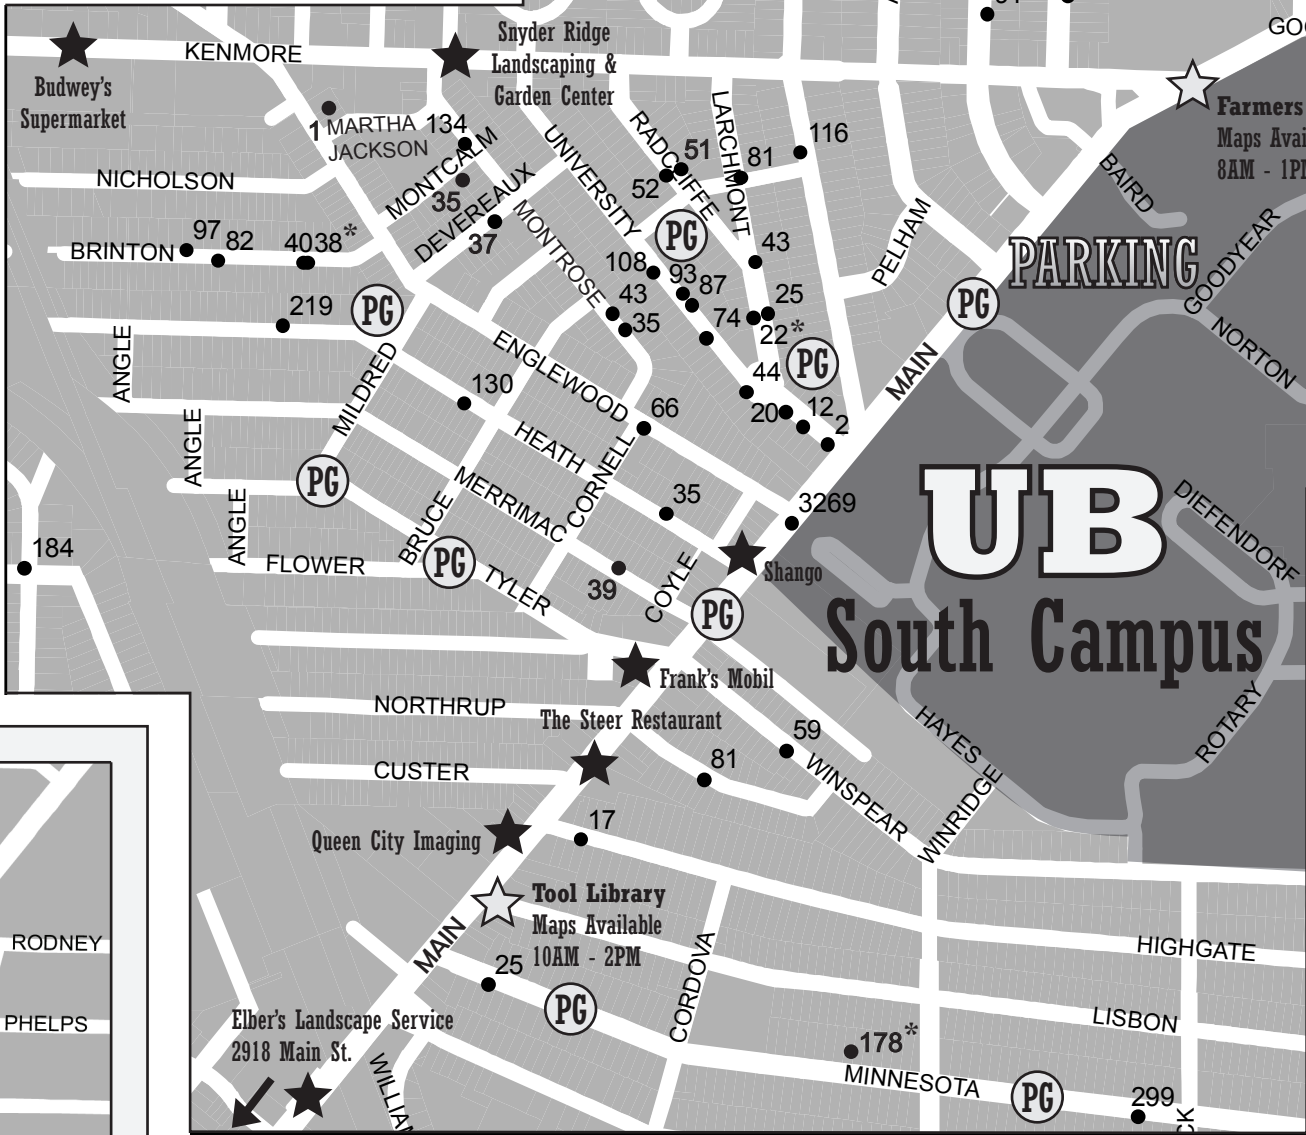 KENMORE
Budwey's
Supermarket
Snyder Ridge
Landscaping &
Garden Center
Farmers
8AM - 1P
1
MARTHA
JACKSON
134
MONTCALM
35
DEVEREAUX
37
NICHOLSON
BRINTON
97
82
40
38*
219
UNIVERSITY
RADCLIFFE
LARCHMONT
51
52
81
116
PG
43
PELHAM
BAIRD
PARKING
GOODYEAR
NORTON
PG
MONTROSE
108
93
87
43
35
74
25
22*
PG
44
20
12
2
PG
MAIN
ANGLE
ANGLE
ANGLE
MILDRED
130
ENGLEWOOD
66
HEATH
CORNELL
MERRIMAC
BRUCE
PG
35
3269
UB
South Campus
DIEFENDORF
ROTARY
HAYES
184
FLOWER
PG
TYLER
39
COYLE
Shango
PG
Frank's Mobil
NORTHRUP
The Steer Restaurant
CUSTER
81
59
WINSPEAR
WINRIDGE
17
Queen City Imaging
Tool Library
Maps Available
10AM - 2PM
MAIN
25
PG
CORDOVA
HIGHGATE
LISBON
178*
MINNESOTA
PG
299
RODNEY
PHELPS
Elber's Landscape Service
2918 Main St.